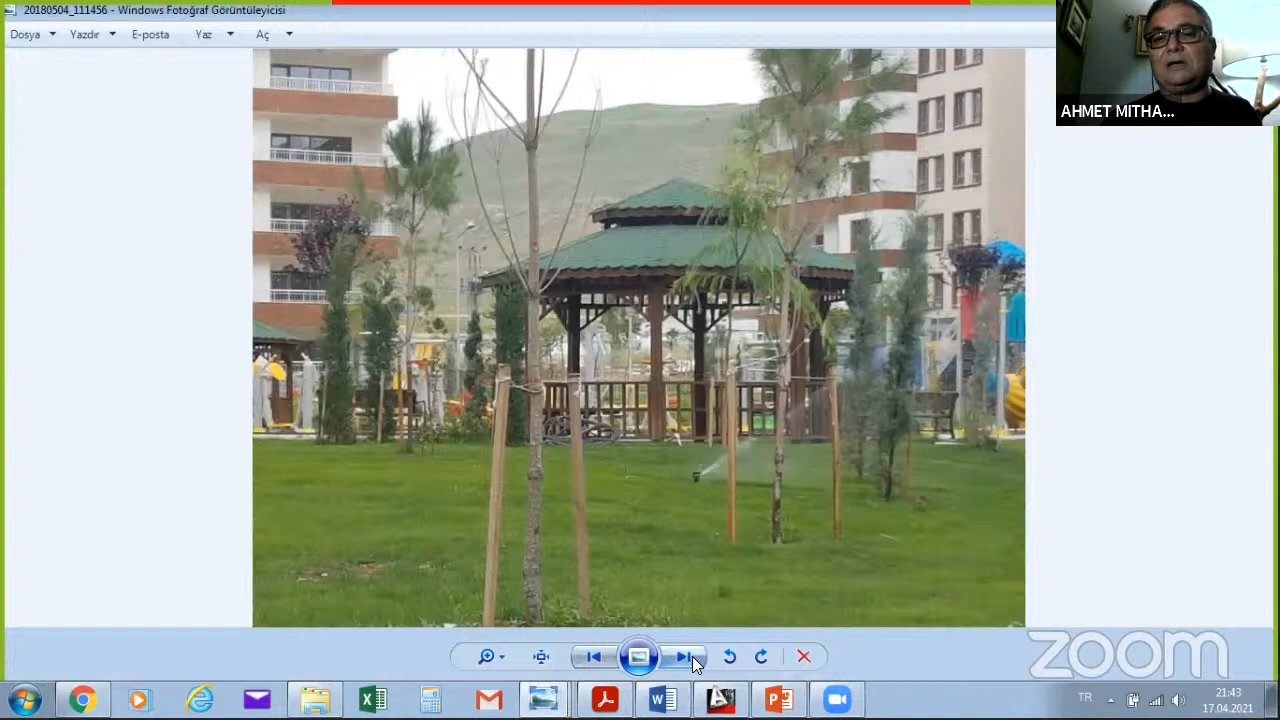 20180504_111456 - Windows Fotoğraf Görüntüleyicisi
Dosya Yazdır E-posta Yaz Aç
AHMET MITHA...
zoom
TR
21:43
17.04.2021